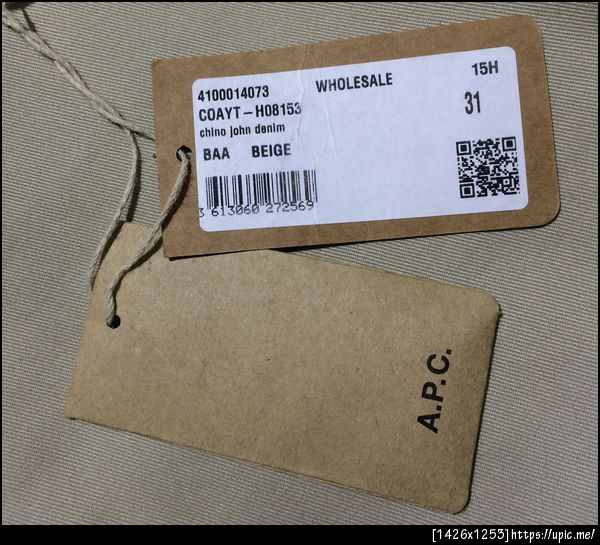 4100014073 WHOLESALE 15H
COAYT-H08153 31
chino john denim
BAA BEIGE
3 613060 272569
A.P.C.
[1426x1255]https://upic.me/